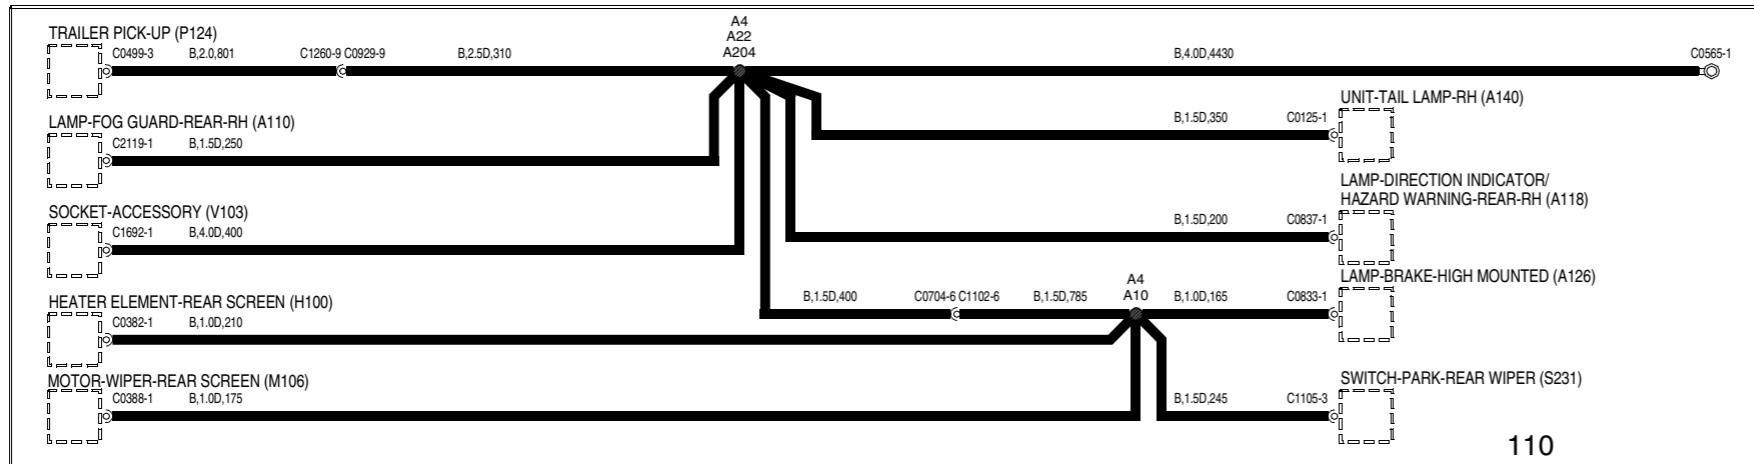 TRAILER PICK-UP (P124)
C0499-3 B,2.0,801 C1260-9 C0929-9 B,2.5D,310
A4
A22
A204
B,4.0D,4430 C0565-1
UNIT-TAIL LAMP-RH (A140)
B,1.5D,350 C0125-1
LAMP-FOG GUARD-REAR-RH (A110)
C2119-1 B,1.5D,250
LAMP-DIRECTION INDICATOR/
HAZARD WARNING-REAR-RH (A118)
B,1.5D,200 C0837-1
SOCKET-ACCESSORY (V103)
C1692-1 B,4.0D,400
LAMP-BRAKE-HIGH MOUNTED (A126)
B,1.5D,400 C0704-6 C1102-6 B,1.5D,785
A4
A10
B,1.0D,165 C0833-1
HEATER ELEMENT-REAR SCREEN (H100)
C0382-1 B,1.0D,210
MOTOR-WIPER-REAR SCREEN (M106)
C0388-1 B,1.0D,175
SWITCH-PARK-REAR WIPER (S231)
B,1.5D,245 C1105-3
110